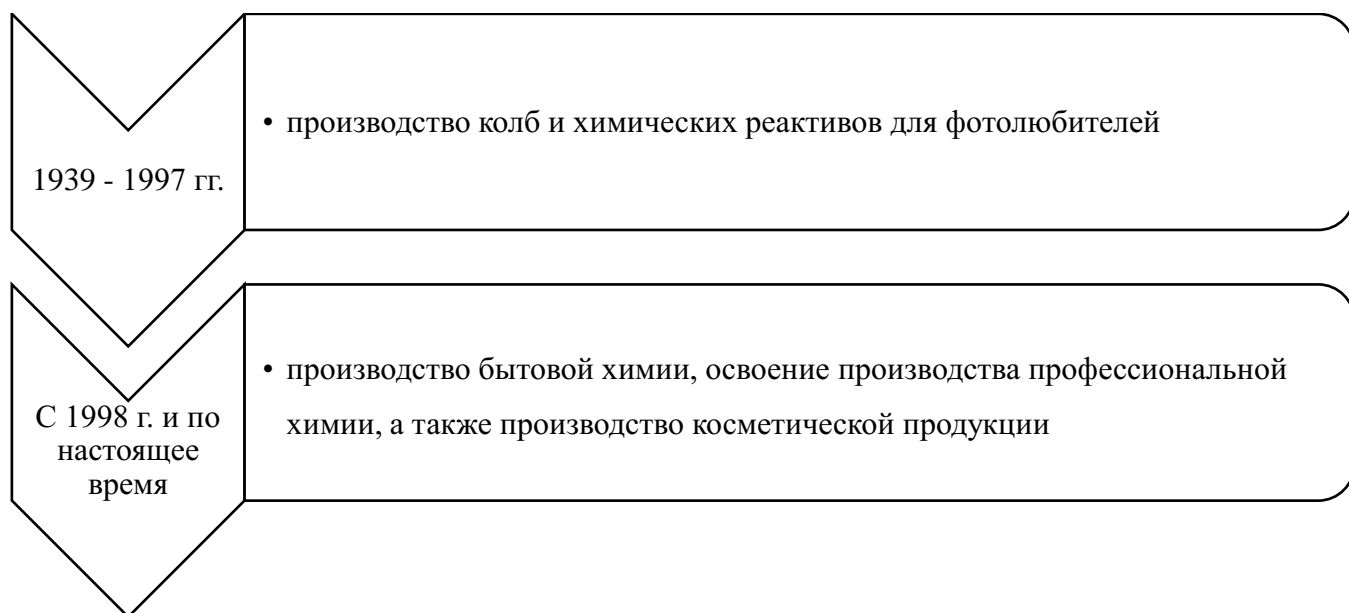 1939 - 1997 гг.
• производство колб и химических реактивов для фотолюбителей
С 1998 г. и по
настоящее
время
• производство бытовой химии, освоение производства профессиональной
химии, а также производство косметической продукции